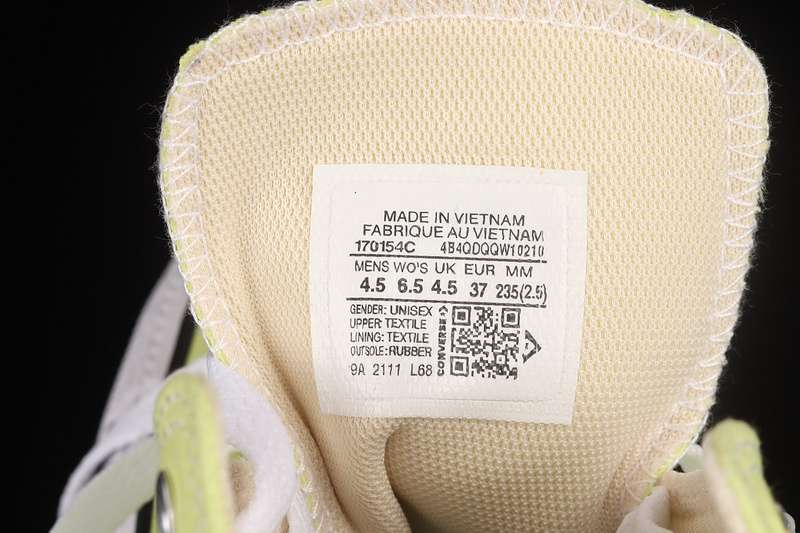 MADE IN VIETNAM
FABRIQUE AU VIETNAM
170154C 4B4QDQQW10210
MENS WO'S UK EUR MM
4.5 6.5 4.5 37 235(2.5)
GENDER: UNISEX
UPPER: TEXTILE
LINING: TEXTILE
OUTSOLE: RUBBER
9A 2111 L68
CONVERSE